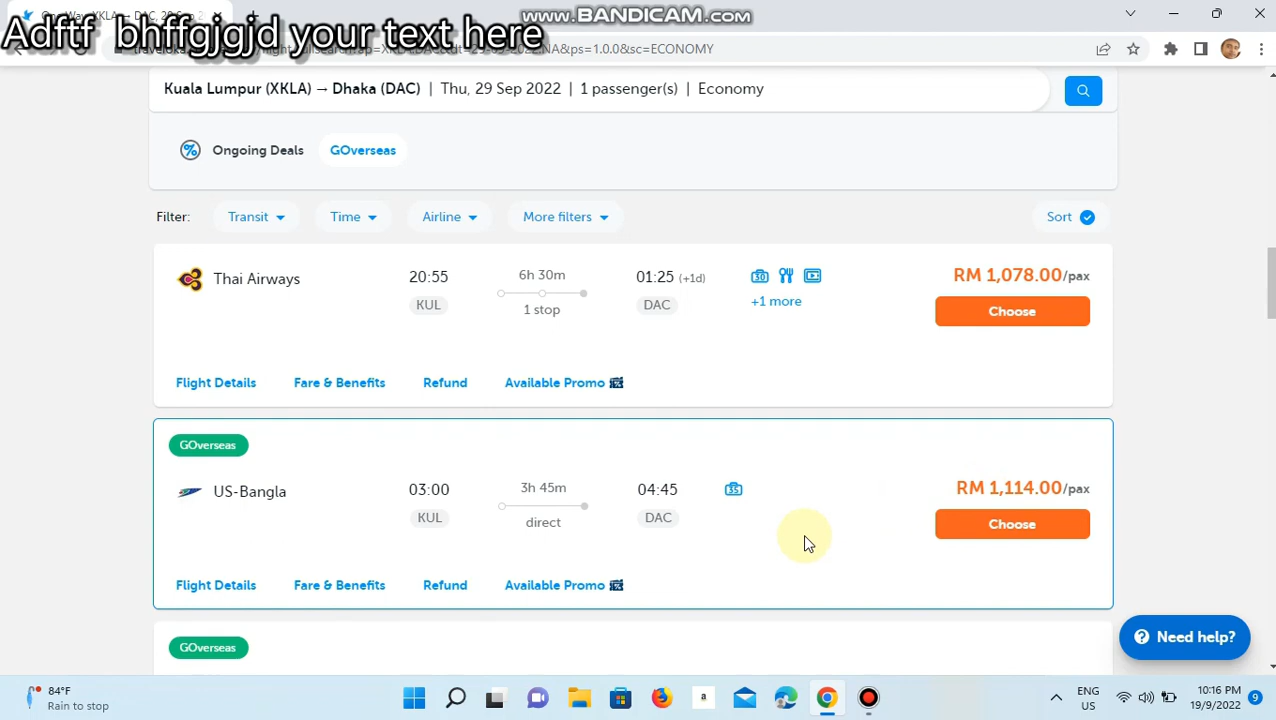 www.BANDICAM.com
Adftf bhffgjgjd your text here
ECONOMY
Kuala Lumpur (XKLA) → Dhaka (DAC) | Thu, 29 Sep 2022 | 1 passenger(s) | Economy
Ongoing Deals GOverseas
Filter: Transit Time Airline More filters Sort
Thai Airways 20:55 6h 30m 01:25 (+1d) 30 RM 1,078.00/pax
KUL 1 stop DAC +1 more Choose
Flight Details Fare & Benefits Refund Available Promo
GOverseas
US-Bangla 03:00 3h 45m 04:45 35 RM 1,114.00/pax
KUL direct DAC Choose
Flight Details Fare & Benefits Refund Available Promo
GOverseas
Need help?
84°F
Rain to stop
a
ENG
US
10:16 PM
19/9/2022
9